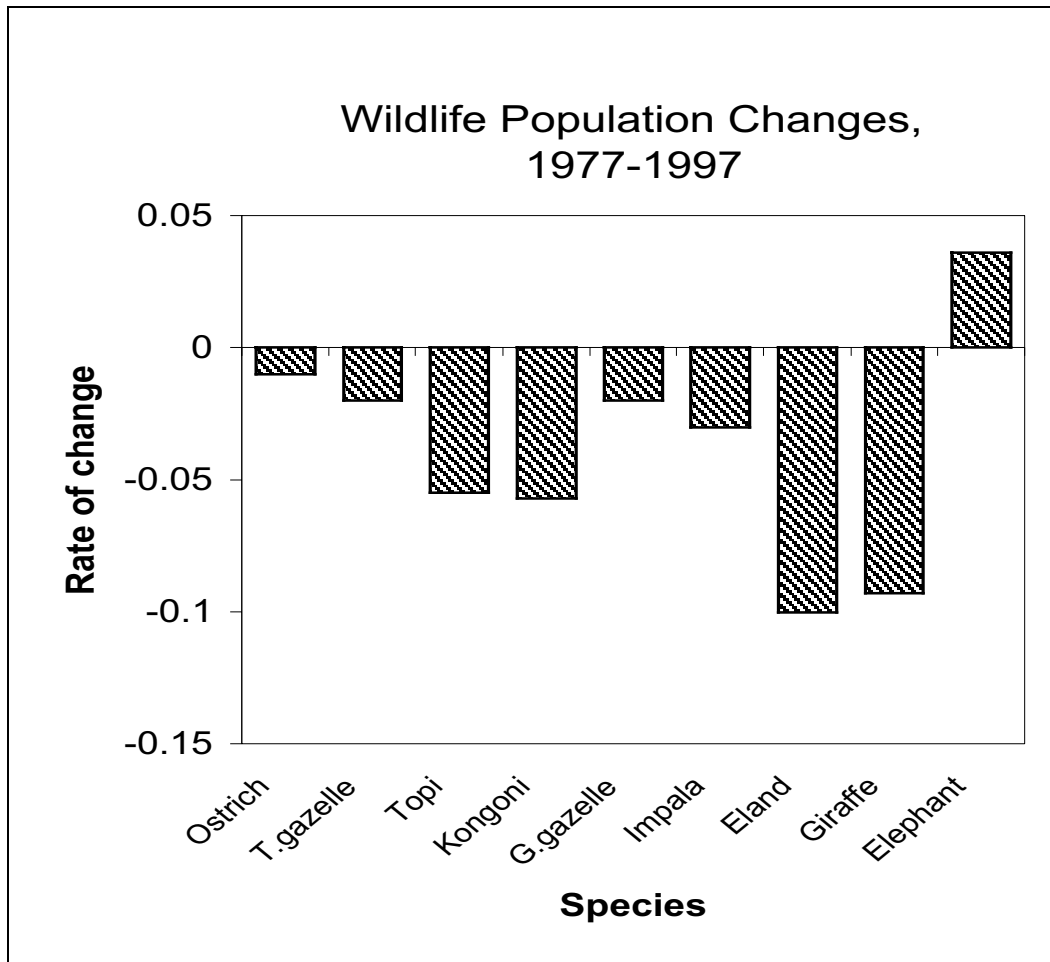 Wildlife Population Changes,
1977-1997
0.05
0
-0.05
-0.1
-0.15
Rate of change
Ostrich
T.gazelle
Topi
Kongoni
G.gazelle
Impala
Eland
Giraffe
Elephant
Species